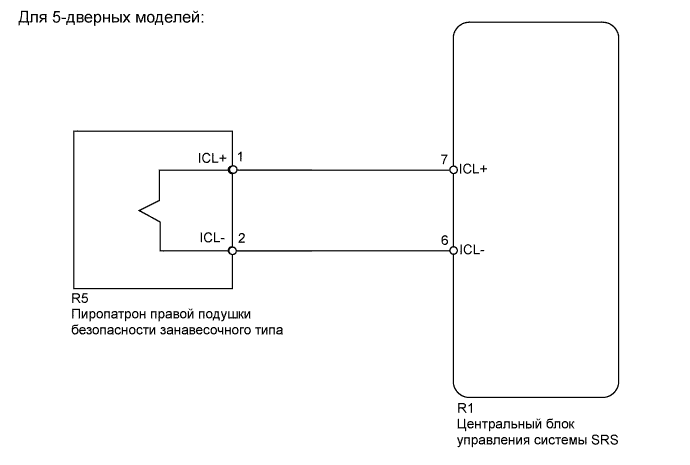 Для 5-дверных моделей:
ICL+ 1 7 ICL+
ICL- 2 6 ICL-
R5
Пиропатрон правой подушки
безопасности занавесочного типа
R1
Центральный блок
управления системы SRS